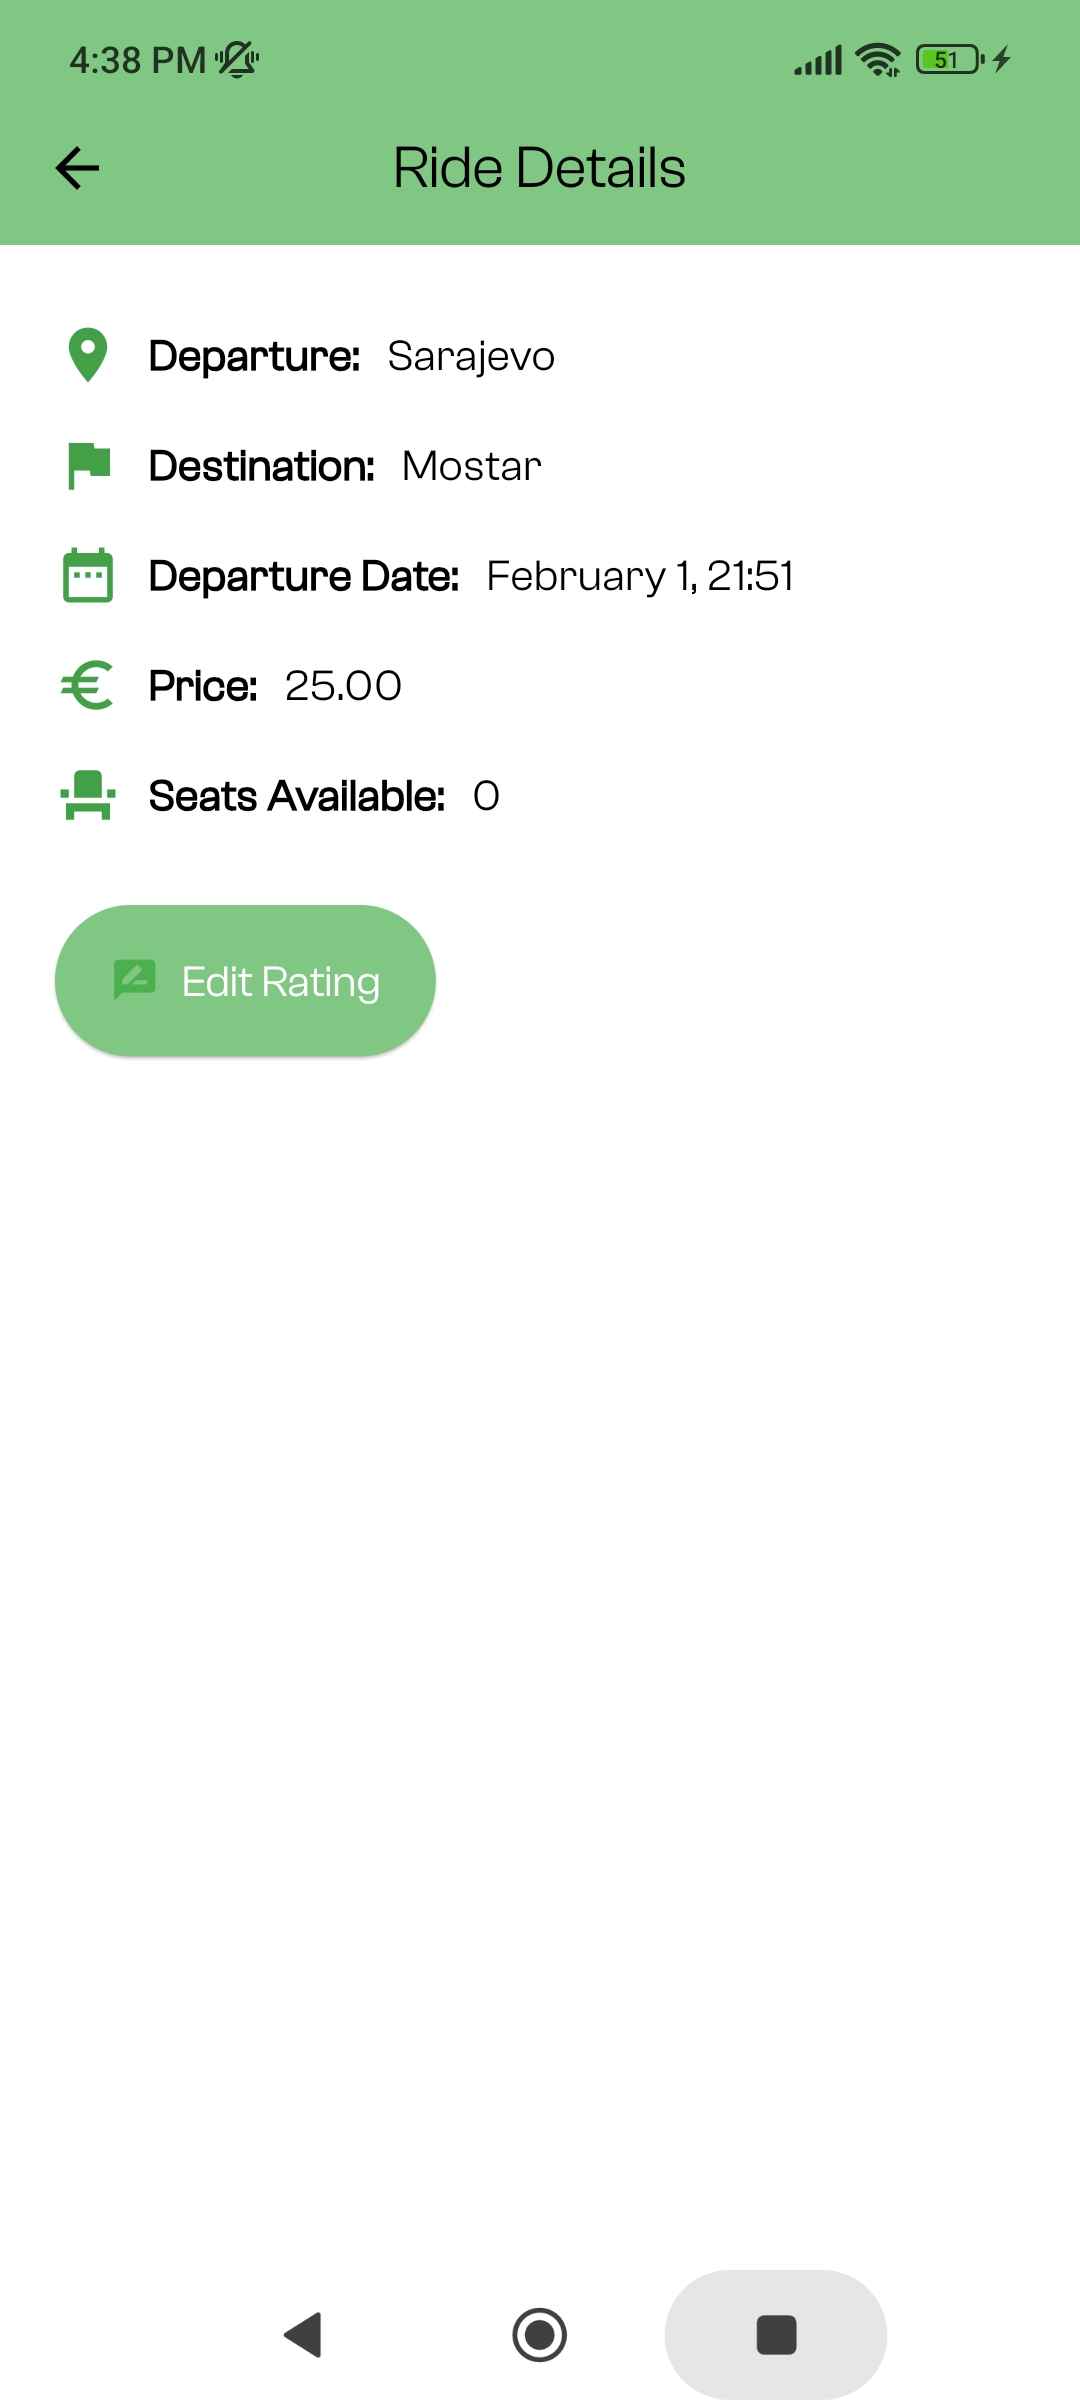 4:38 PM
51
Ride Details
Departure: Sarajevo
Destination: Mostar
Departure Date: February 1, 21:51
Price: 25.00
Seats Available: 0
Edit Rating